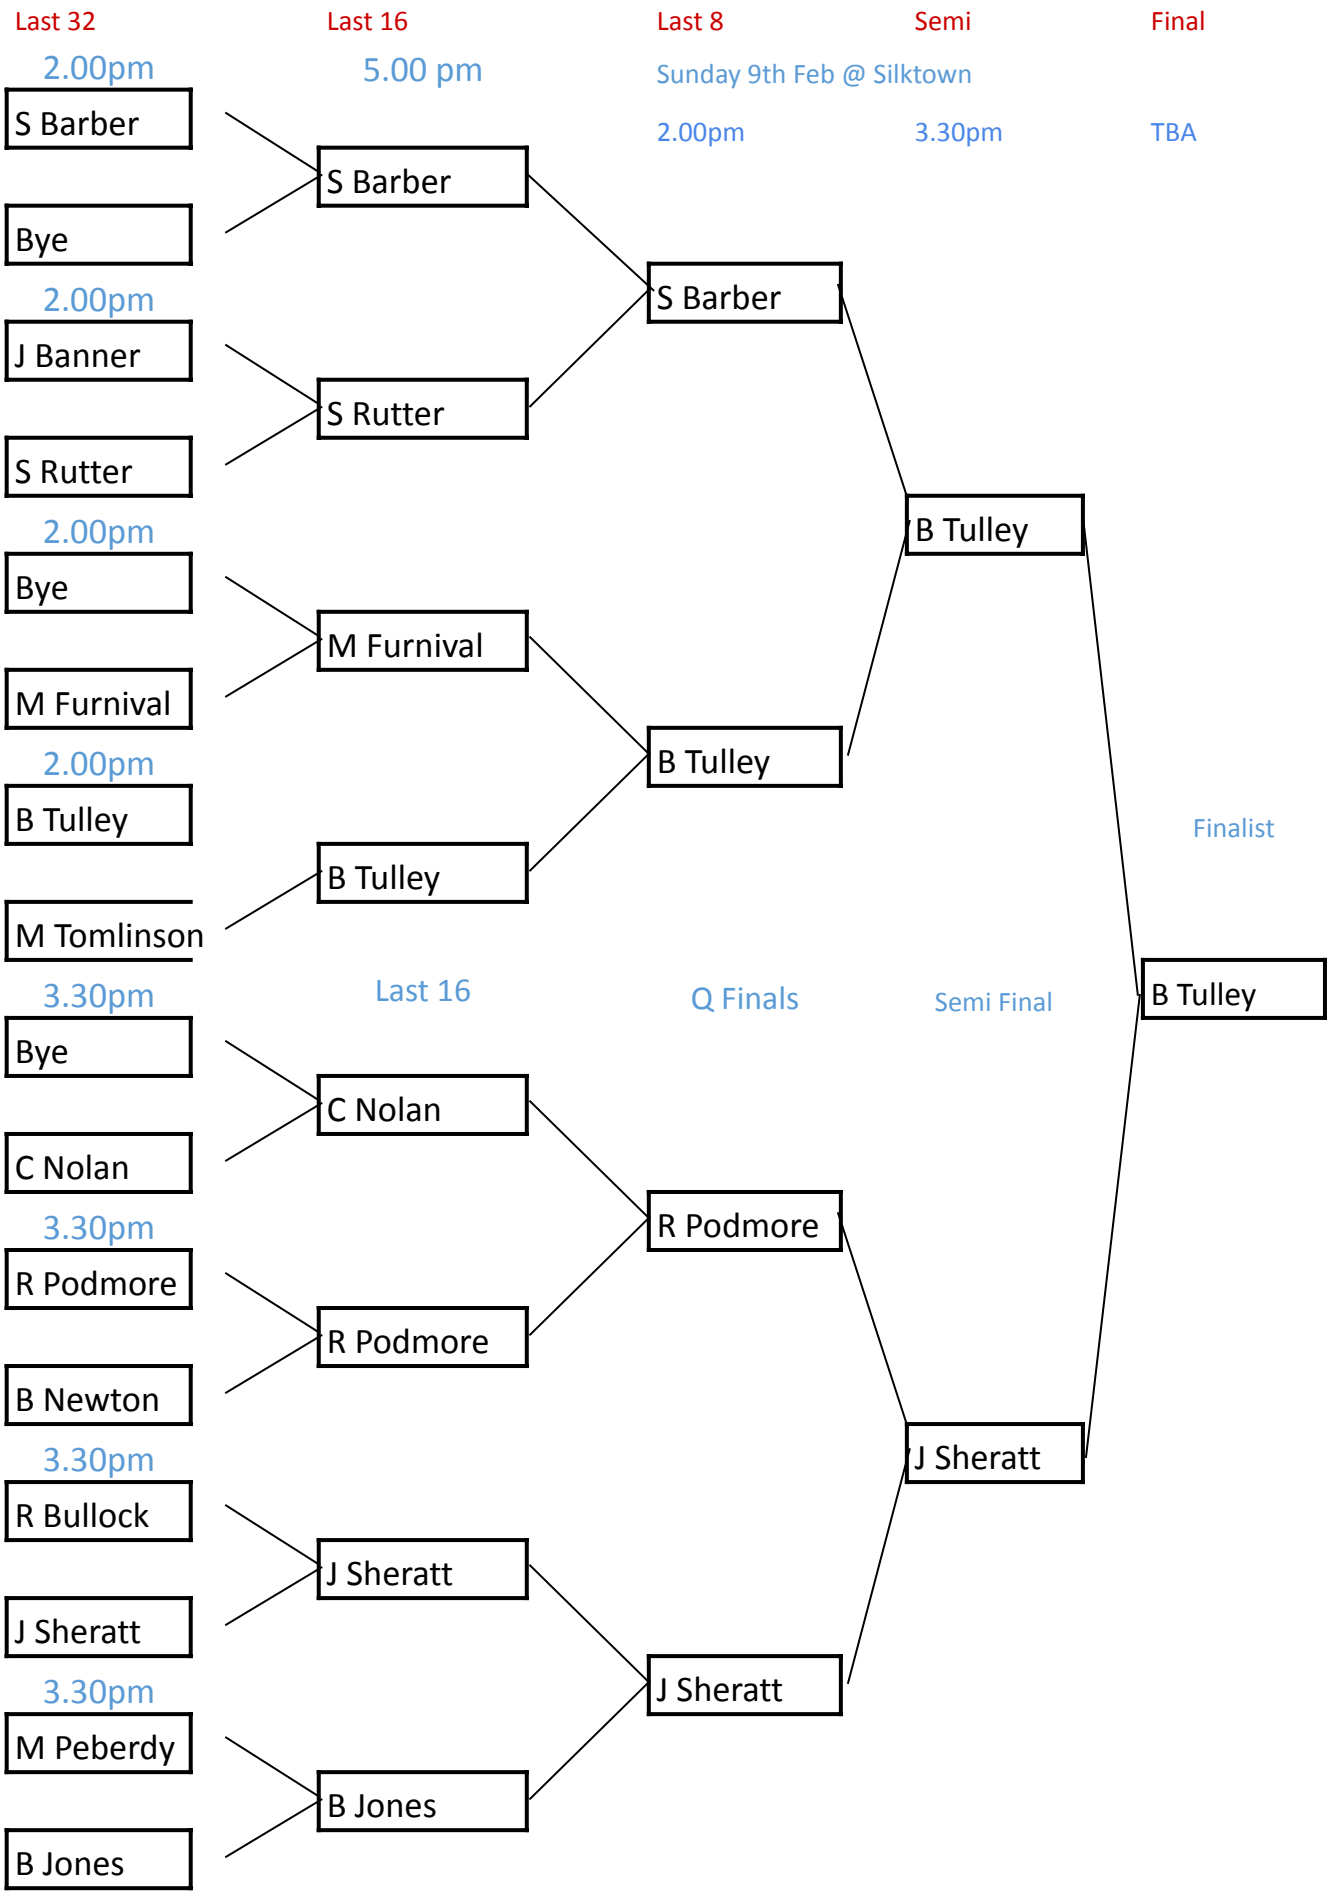 Last 32
Last 16
Last 8
Semi
Final
2.00pm
5.00 pm
Sunday 9th Feb @ Silktown
S Barber
2.00pm
3.30pm
TBA
S Barber
Bye
2.00pm
S Barber
J Banner
S Rutter
S Rutter
2.00pm
B Tulley
Bye
M Furnival
M Furnival
2.00pm
B Tulley
B Tulley
Finalist
B Tulley
M Tomlinson
3.30pm
Last 16
Q Finals
Semi Final
B Tulley
Bye
C Nolan
C Nolan
3.30pm
R Podmore
R Podmore
R Podmore
B Newton
3.30pm
J Sheratt
R Bullock
J Sheratt
J Sheratt
3.30pm
J Sheratt
M Peberdy
B Jones
B Jones